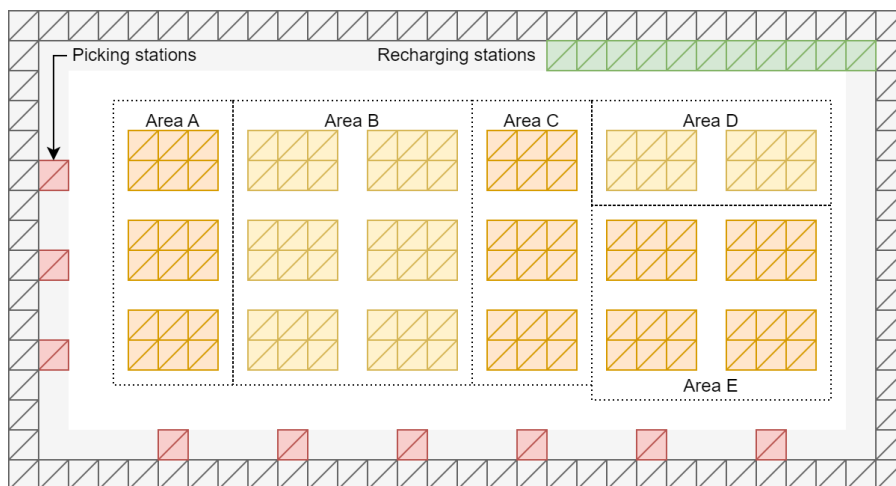 Picking stations
Recharging stations
Area A
Area B
Area C
Area D
Area E